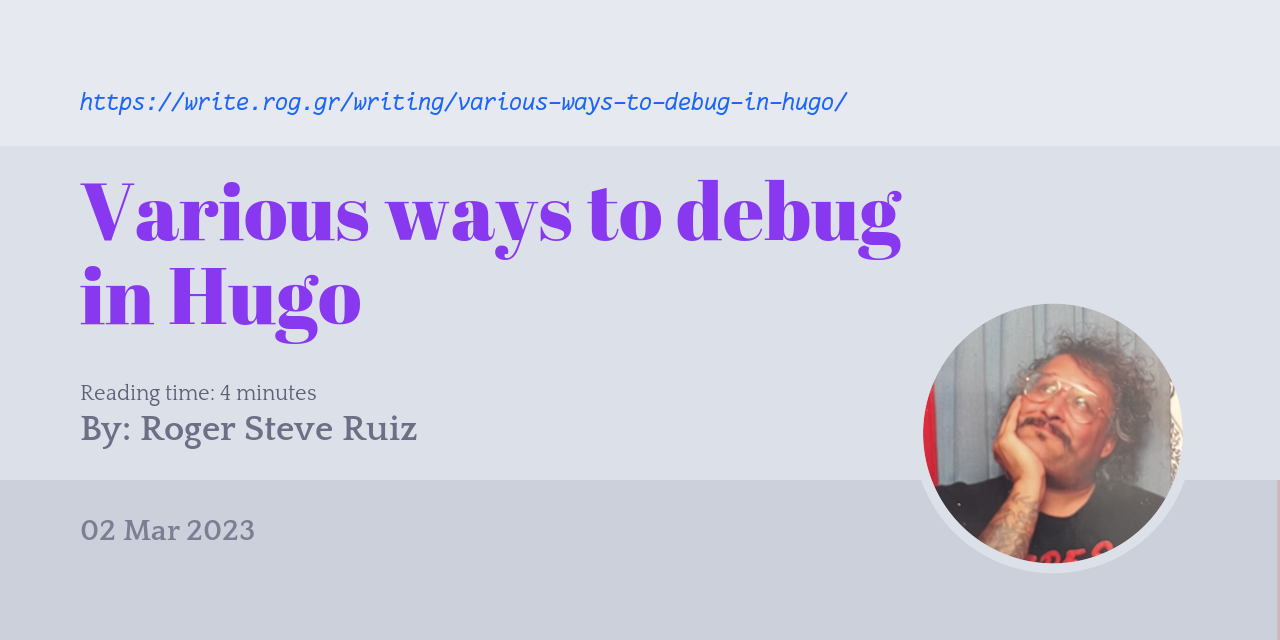 https://write.rog.gr/writing/various-ways-to-debug-in-hugo/
Various ways to debug
in Hugo
Reading time: 4 minutes
By: Roger Steve Ruiz
02 Mar 2023